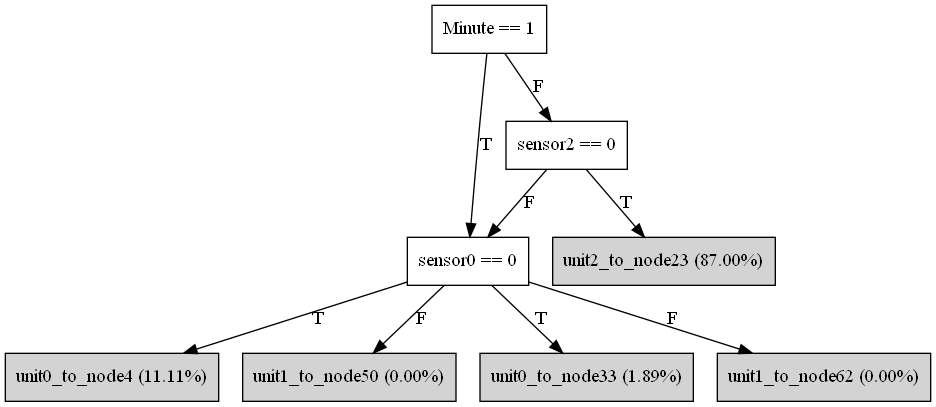 Minute == 1
F
T
sensor2 == 0
F
T
sensor0 == 0
unit2_to_node23 (87.00%)
T
F
T
F
unit0_to_node4 (11.11%)
unit1_to_node50 (0.00%)
unit0_to_node33 (1.89%)
unit1_to_node62 (0.00%)